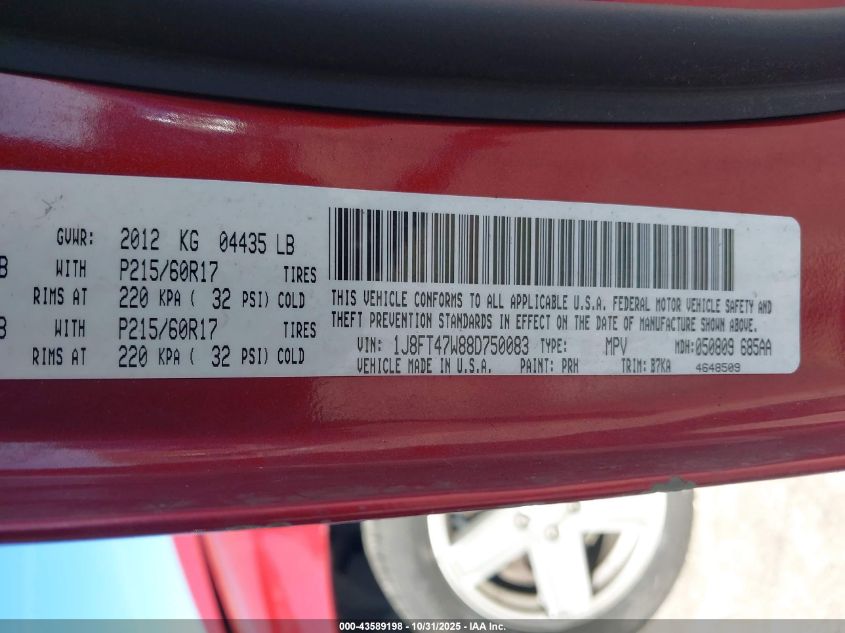 GVWR: 2012 KG 04435 LB
B WITH P215/60R17 TIRES
RIMS AT 220 KPA ( 32 PSI) COLD
B WITH P215/60R17 TIRES
RIMS AT 220 KPA ( 32 PSI) COLD
THIS VEHICLE CONFORMS TO ALL APPLICABLE U.S.A. FEDERAL MOTOR VEHICLE SAFETY AND
THEFT PREVENTION STANDARDS IN EFFECT ON THE DATE OF MANUFACTURE SHOWN ABOVE.
VIN: 1J8FT47W88D750083 TYPE: MPV MDH: 050809 685AA
VEHICLE MADE IN U.S.A. PAINT: PRH TRIM: B7KA 4648509
000-43589198 - 10/31/2025 - IAA Inc.